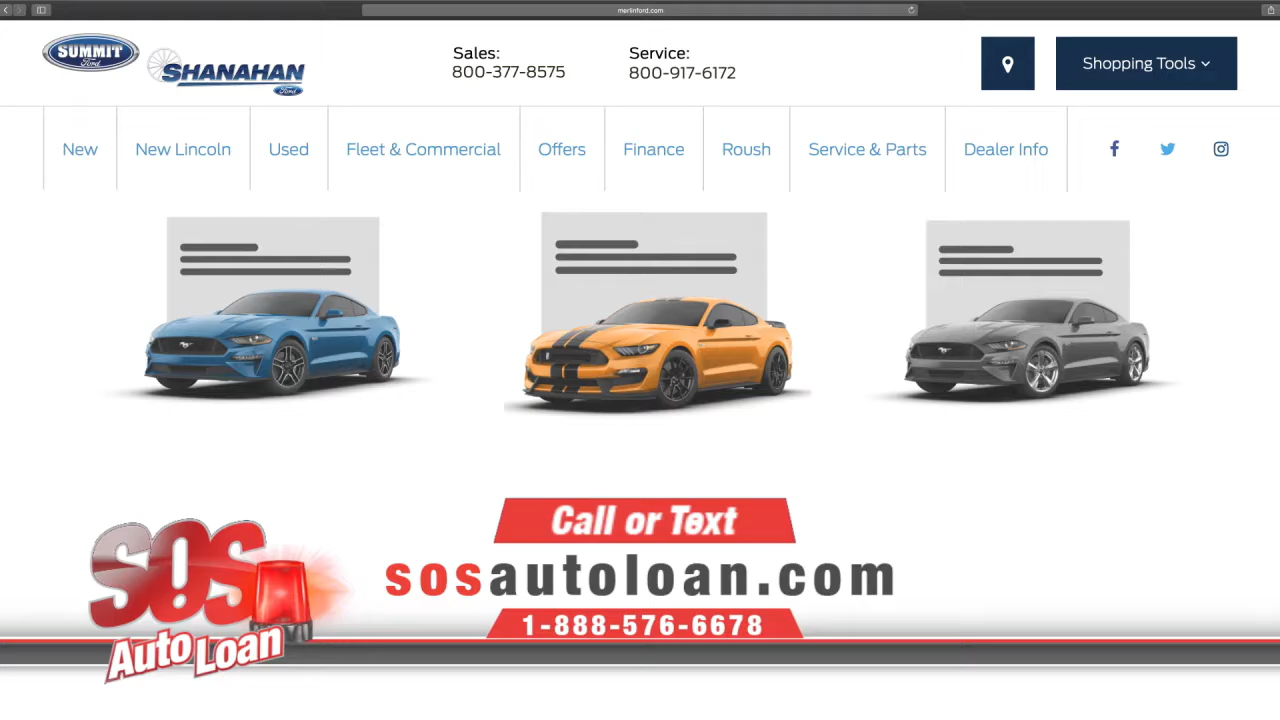 merlinford.com
SUMMIT
Ford
SHANAHAN
Ford
Sales:
800-377-8575
Service:
800-917-6172
Shopping Tools
New
New Lincoln
Used
Fleet & Commercial
Offers
Finance
Roush
Service & Parts
Dealer Info
Call or Text
sosautoloan.com
1-888-576-6678
SOS
Auto Loan